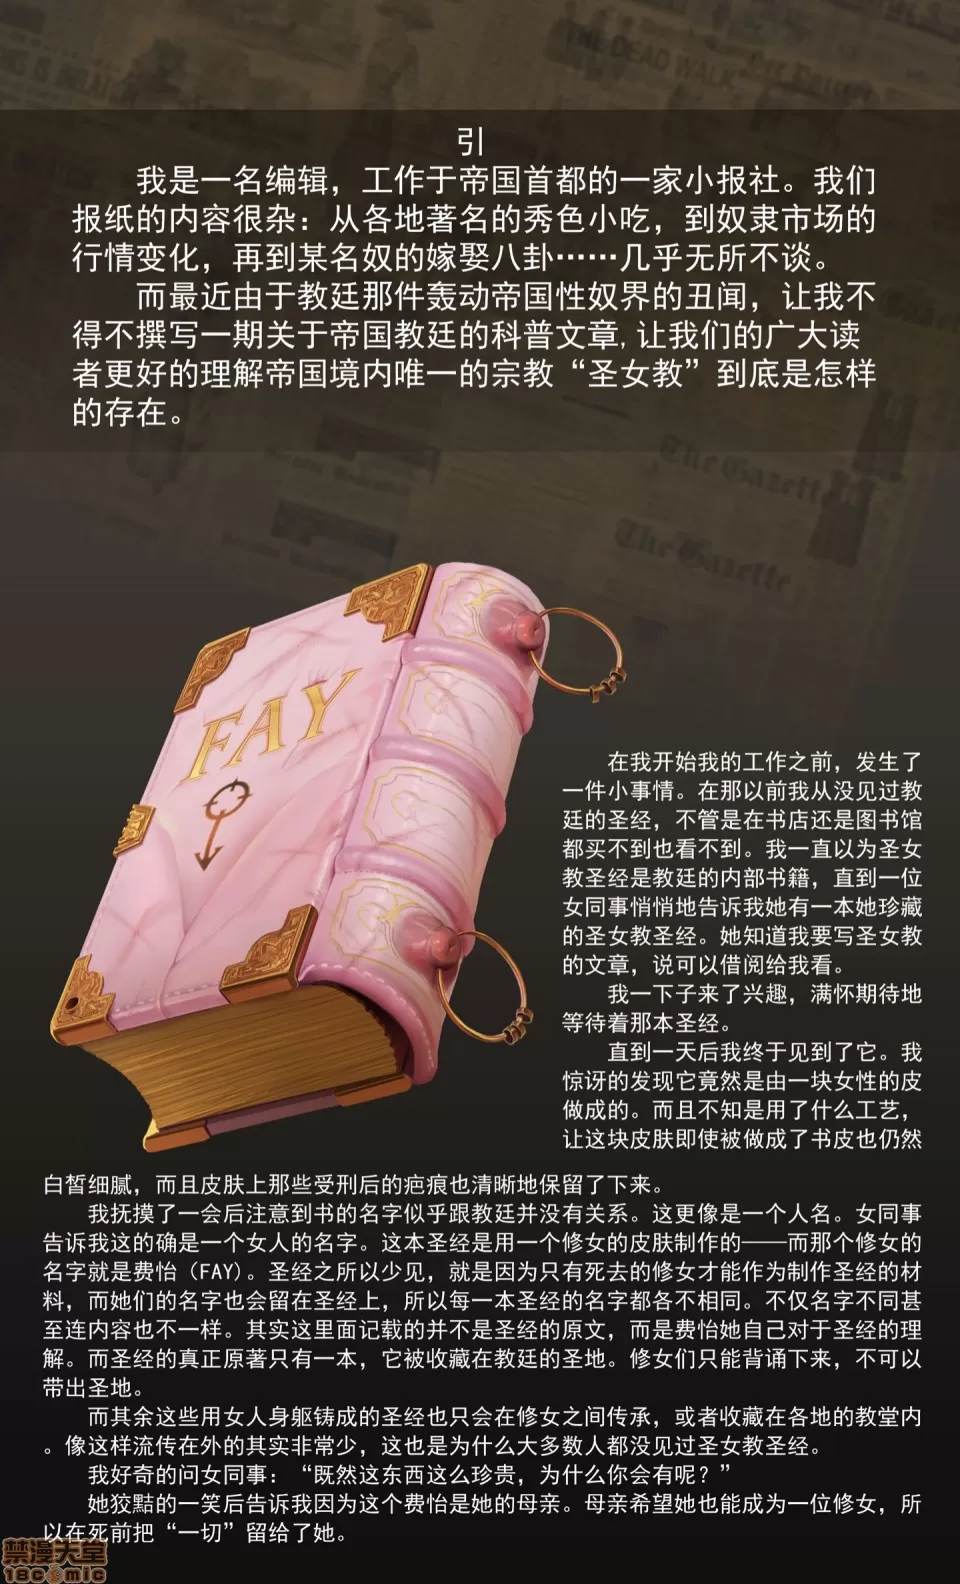 THE DEAD WALK
引
我是一名编辑，工作于帝国首都的一家小报社。我们
报纸的内容很杂：从各地著名的秀色小吃，到奴隶市场的
行情变化，再到某名奴的嫁娶八卦……几乎无所不谈。
而最近由于教廷那件轰动帝国性奴界的丑闻，让我不
得不撰写一期关于帝国教廷的科普文章,让我们的广大读
者更好的理解帝国境内唯一的宗教“圣女教”到底是怎样
的存在。
The Gazette
The Gazette
FAY
在我开始我的工作之前，发生了
一件小事情。在那以前我从没见过教
廷的圣经，不管是在书店还是图书馆
都买不到也看不到。我一直以为圣女
教圣经是教廷的内部书籍，直到一位
女同事悄悄地告诉我她有一本她珍藏
的圣女教圣经。她知道我要写圣女教
的文章，说可以借阅给我看。
我一下子来了兴趣，满怀期待地
等待着那本圣经。
直到一天后我终于见到了它。我
惊讶的发现它竟然是由一块女性的皮
做成的。而且不知是用了什么工艺，
让这块皮肤即使被做成了书皮也仍然
白皙细腻，而且皮肤上那些受刑后的疤痕也清晰地保留了下来。
我抚摸了一会后注意到书的名字似乎跟教廷并没有关系。这更像是一个人名。女同事
告诉我这的确是一个女人的名字。这本圣经是用一个修女的皮肤制作的——而那个修女的
名字就是费怡（FAY)。圣经之所以少见，就是因为只有死去的修女才能作为制作圣经的材
料，而她们的名字也会留在圣经上，所以每一本圣经的名字都各不相同。不仅名字不同甚
至连内容也不一样。其实这里面记载的并不是圣经的原文，而是费怡她自己对于圣经的理
解。而圣经的真正原著只有一本，它被收藏在教廷的圣地。修女们只能背诵下来，不可以
带出圣地。
而其余这些用女人身躯铸成的圣经也只会在修女之间传承，或者收藏在各地的教堂内
。像这样流传在外的其实非常少，这也是为什么大多数人都没见过圣女教圣经。
我好奇的问女同事：“既然这东西这么珍贵，为什么你会有呢？”
她狡黠的一笑后告诉我因为这个费怡是她的母亲。母亲希望她也能成为一位修女，所
以在死前把“一切”留给了她。
禁漫天堂
18comic